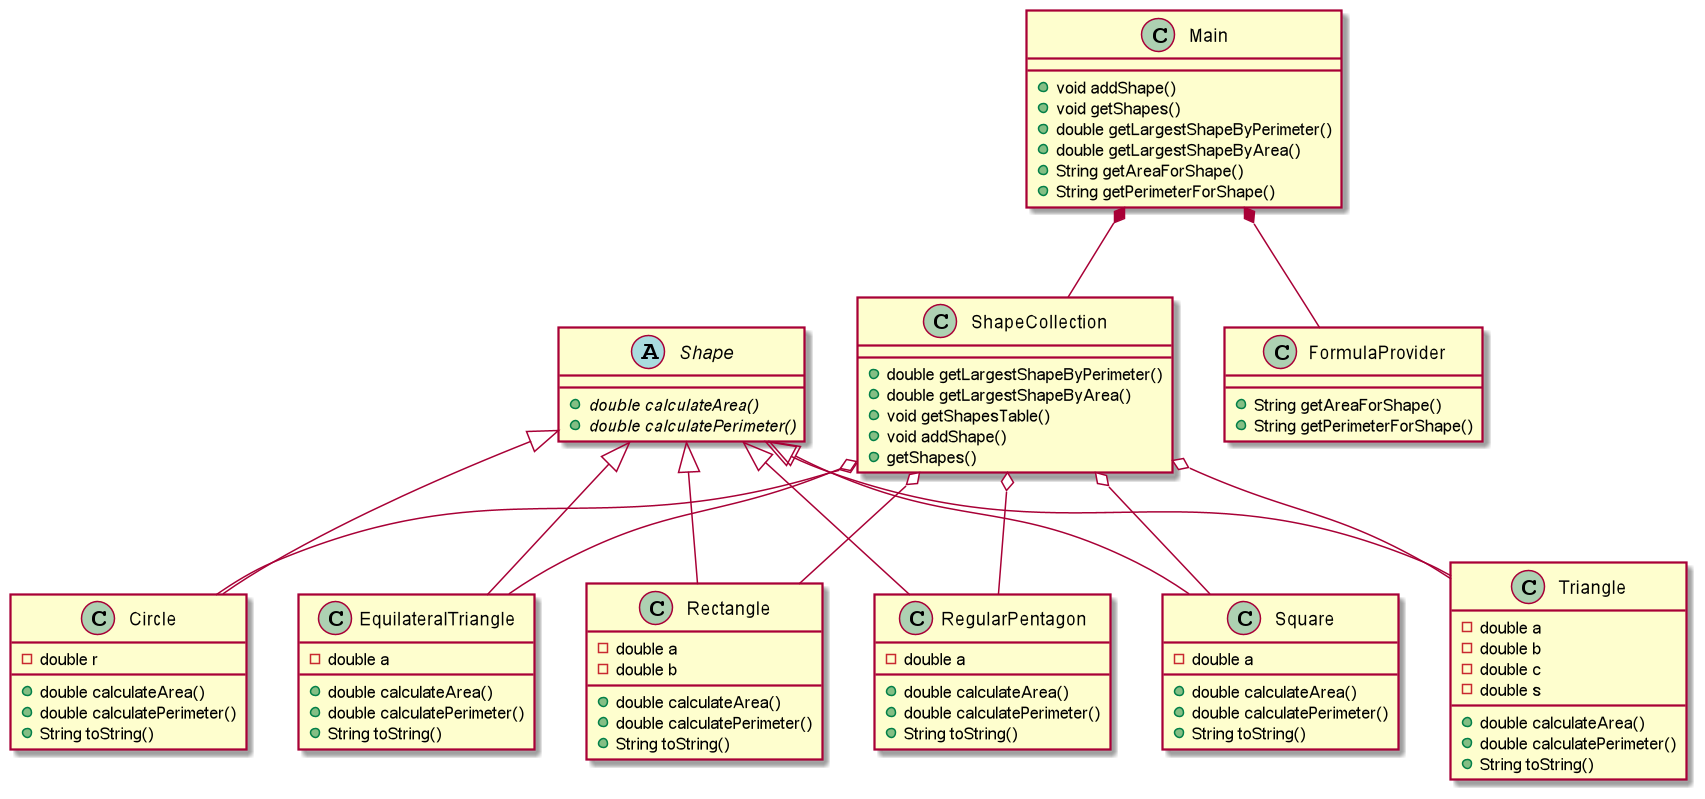 C Main
void addShape()
void getShapes()
double getLargestShapeByPerimeter()
double getLargestShapeByArea()
String getAreaForShape()
String getPerimeterForShape()
A Shape
double calculateArea()
double calculatePerimeter()
C ShapeCollection
double getLargestShapeByPerimeter()
double getLargestShapeByArea()
void getShapesTable()
void addShape()
getShapes()
C FormulaProvider
String getAreaForShape()
String getPerimeterForShape()
C Circle
double r
double calculateArea()
double calculatePerimeter()
String toString()
C EquilateralTriangle
double a
double calculateArea()
double calculatePerimeter()
String toString()
C Rectangle
double a
double b
double calculateArea()
double calculatePerimeter()
String toString()
C RegularPentagon
double a
double calculateArea()
double calculatePerimeter()
String toString()
C Square
double a
double calculateArea()
double calculatePerimeter()
String toString()
C Triangle
double a
double b
double c
double s
double calculateArea()
double calculatePerimeter()
String toString()